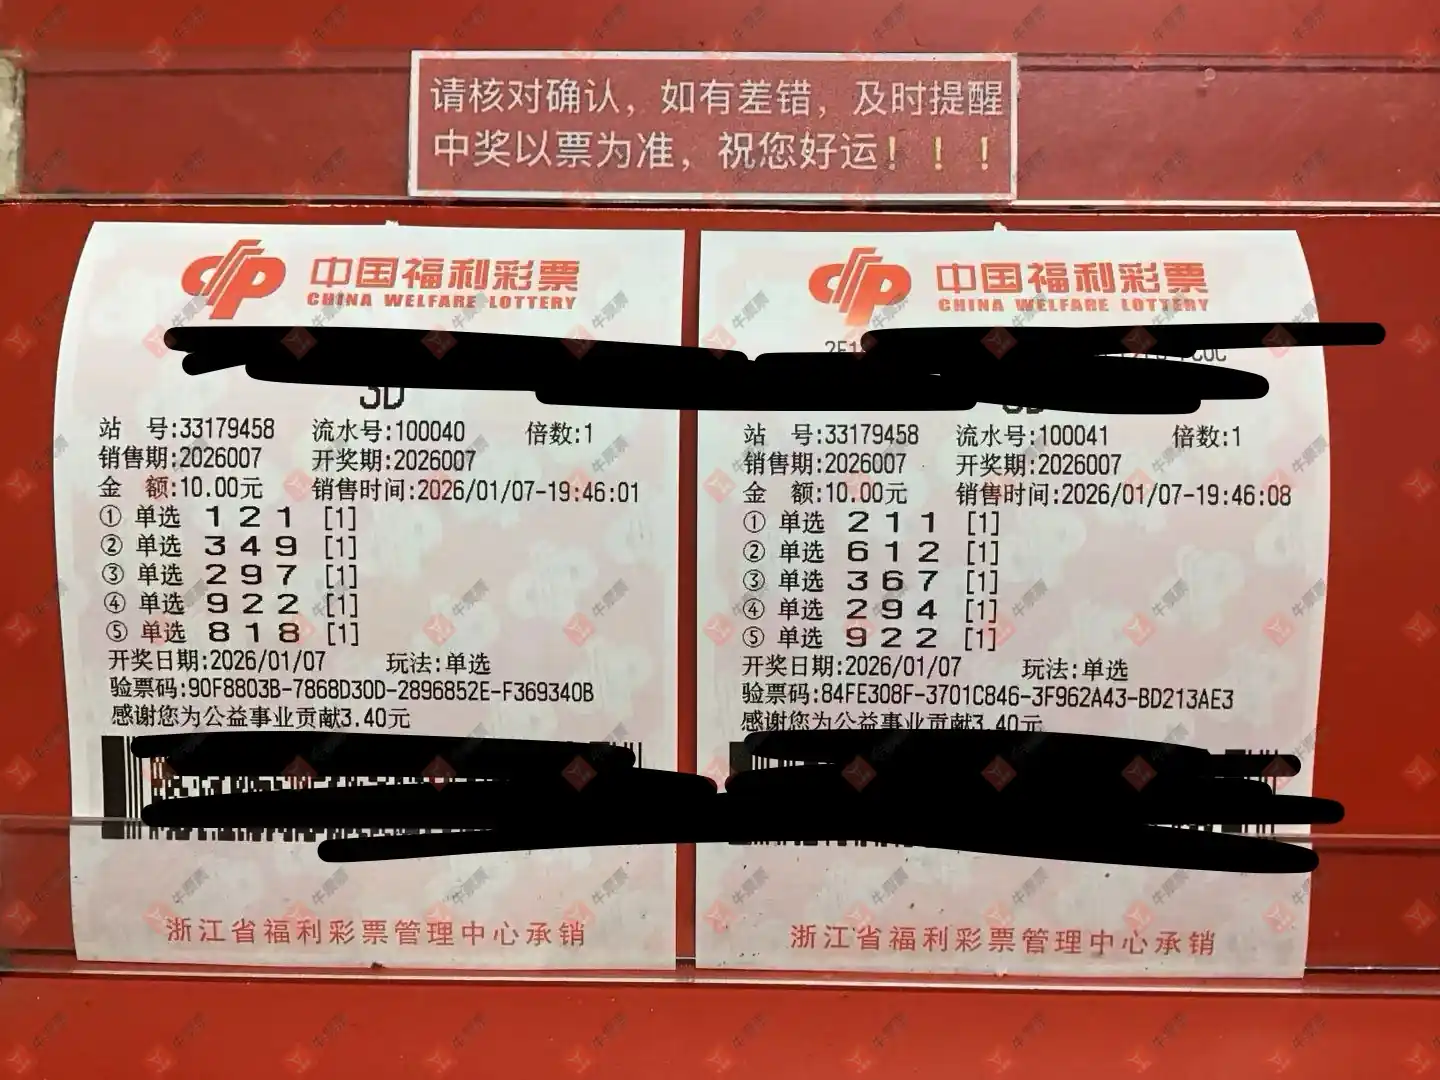 请核对确认，如有差错，及时提醒
中奖以票为准，祝您好运！！！
中国福利彩票
CHINA WELFARE LOTTERY
3D
站 号:33179458 流水号:100040 倍数:1
销售期:2026007 开奖期:2026007
金 额:10.00元 销售时间:2026/01/07-19:46:01
① 单选 1 2 1 [1]
② 单选 3 4 9 [1]
③ 单选 2 9 7 [1]
④ 单选 9 2 2 [1]
⑤ 单选 8 1 8 [1]
开奖日期:2026/01/07 玩法:单选
验票码:90F8803B-7868D30D-2896852E-F369340B
感谢您为公益事业贡献3.40元
浙江省福利彩票管理中心承销
中国福利彩票
CHINA WELFARE LOTTERY
站 号:33179458 流水号:100041 倍数:1
销售期:2026007 开奖期:2026007
金 额:10.00元 销售时间:2026/01/07-19:46:08
① 单选 2 1 1 [1]
② 单选 6 1 2 [1]
③ 单选 3 6 7 [1]
④ 单选 2 9 4 [1]
⑤ 单选 9 2 2 [1]
开奖日期:2026/01/07 玩法:单选
验票码:84FE308F-3701C846-3F962A43-BD213AE3
感谢您为公益事业贡献3.40元
浙江省福利彩票管理中心承销